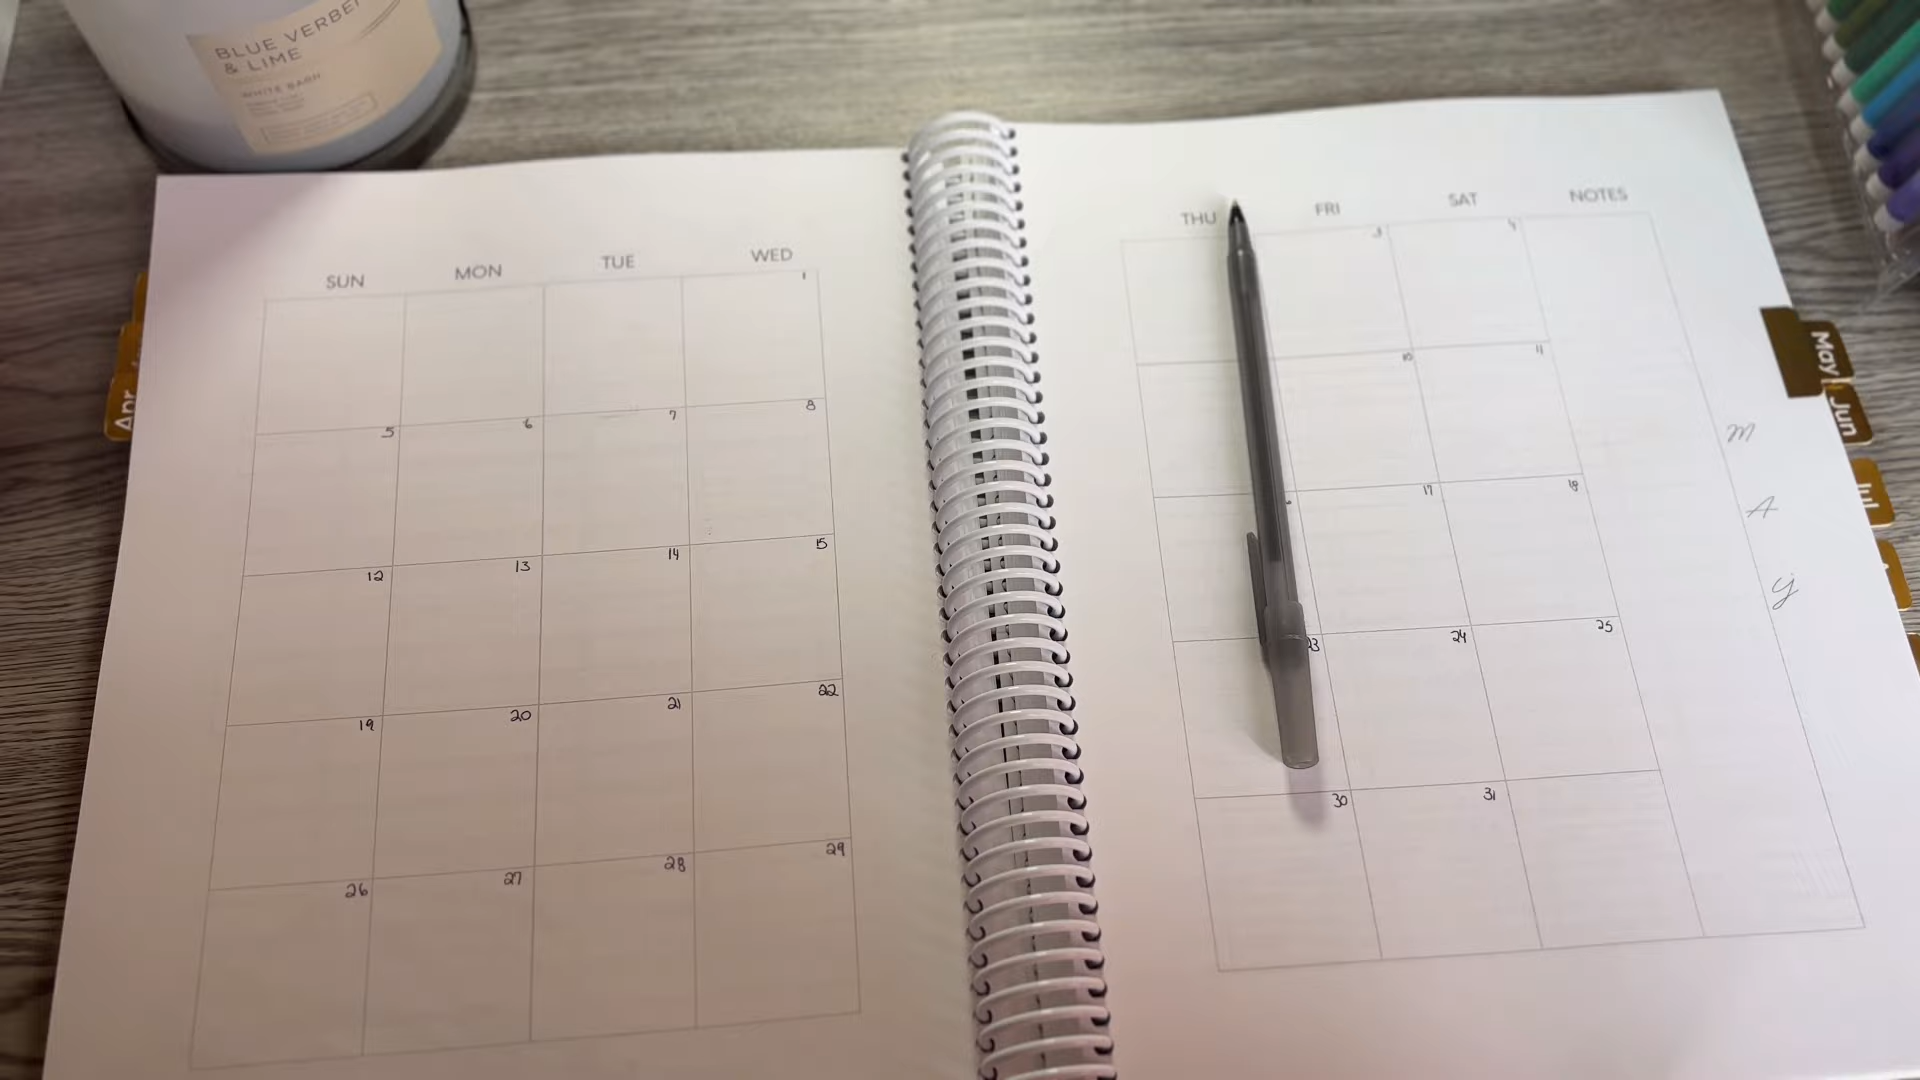 BLUE VERBE
& LIME
WHITE BARN
SUN MON TUE WED
1
5 6 7 8
12 13 14 15
19 20 21 22
26 27 28 29
Apr
THU FRI SAT NOTES
3 4
11
17 18
23 24 25
30 31
M
A
Y
May
Jun
Jul